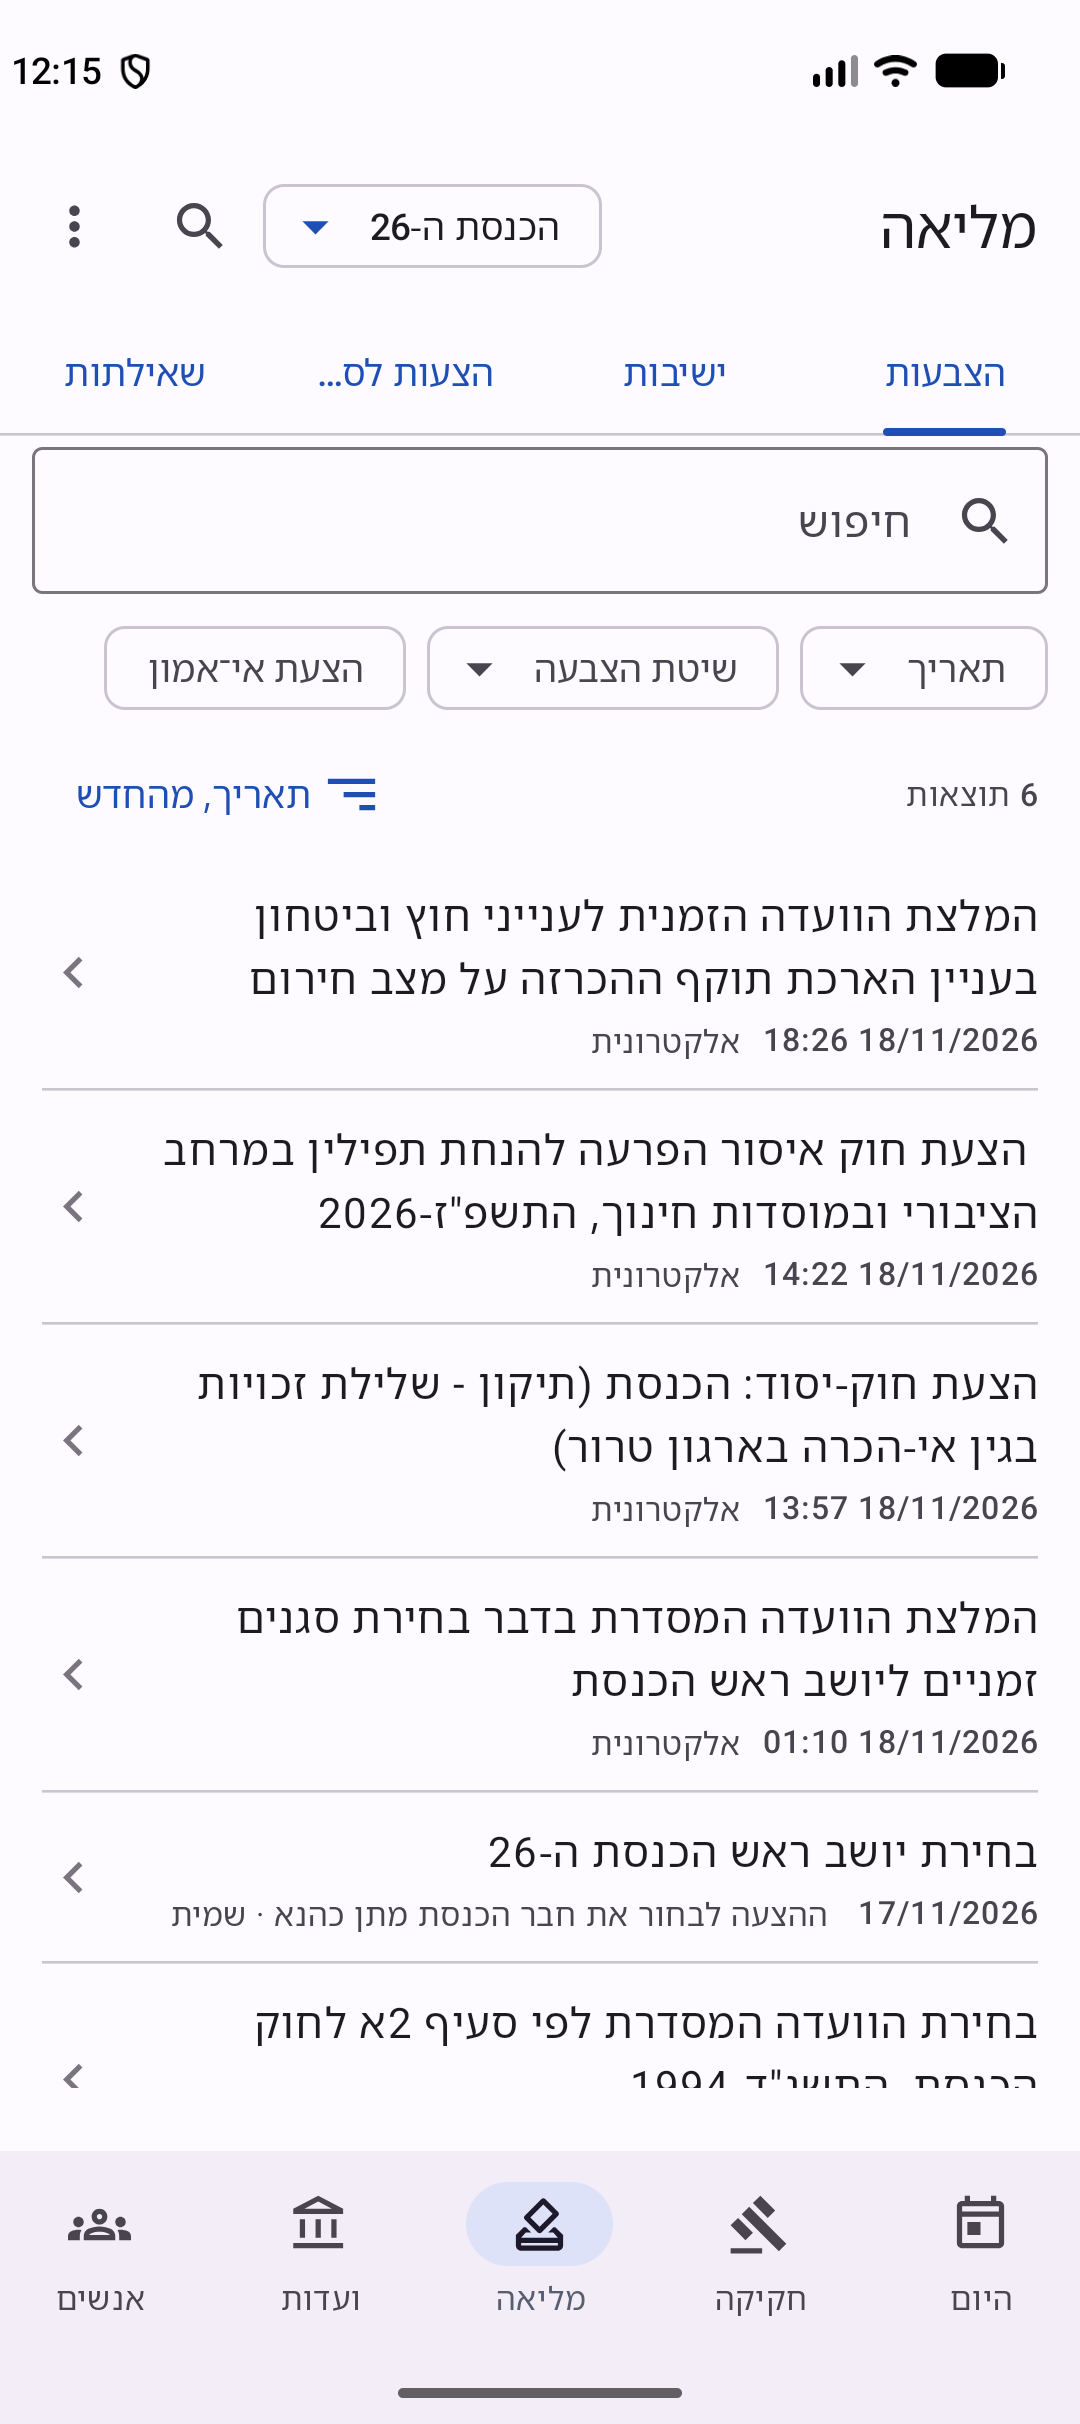 12:15
מליאה
הכנסת ה-26
הצבעות
ישיבות
הצעות לס...
שאילתות
חיפוש
תאריך
שיטת הצבעה
הצעת אי־אמון
6 תוצאות
תאריך, מהחדש
המלצת הוועדה הזמנית לענייני חוץ וביטחון
בעניין הארכת תוקף ההכרזה על מצב חירום
18/11/2026 18:26 אלקטרונית
הצעת חוק איסור הפרעה להנחת תפילין במרחב
הציבורי ובמוסדות חינוך, התשפ"ז-2026
18/11/2026 14:22 אלקטרונית
הצעת חוק-יסוד: הכנסת (תיקון - שלילת זכויות
בגין אי-הכרה בארגון טרור)
18/11/2026 13:57 אלקטרונית
המלצת הוועדה המסדרת בדבר בחירת סגנים
זמניים ליושב ראש הכנסת
18/11/2026 01:10 אלקטרונית
בחירת יושב ראש הכנסת ה-26
17/11/2026 ההצעה לבחור את חבר הכנסת מתן כהנא · שמית
בחירת הוועדה המסדרת לפי סעיף 2א לחוק
הכנסת, התשנ"ד-1994
היום
חקיקה
מליאה
ועדות
אנשים